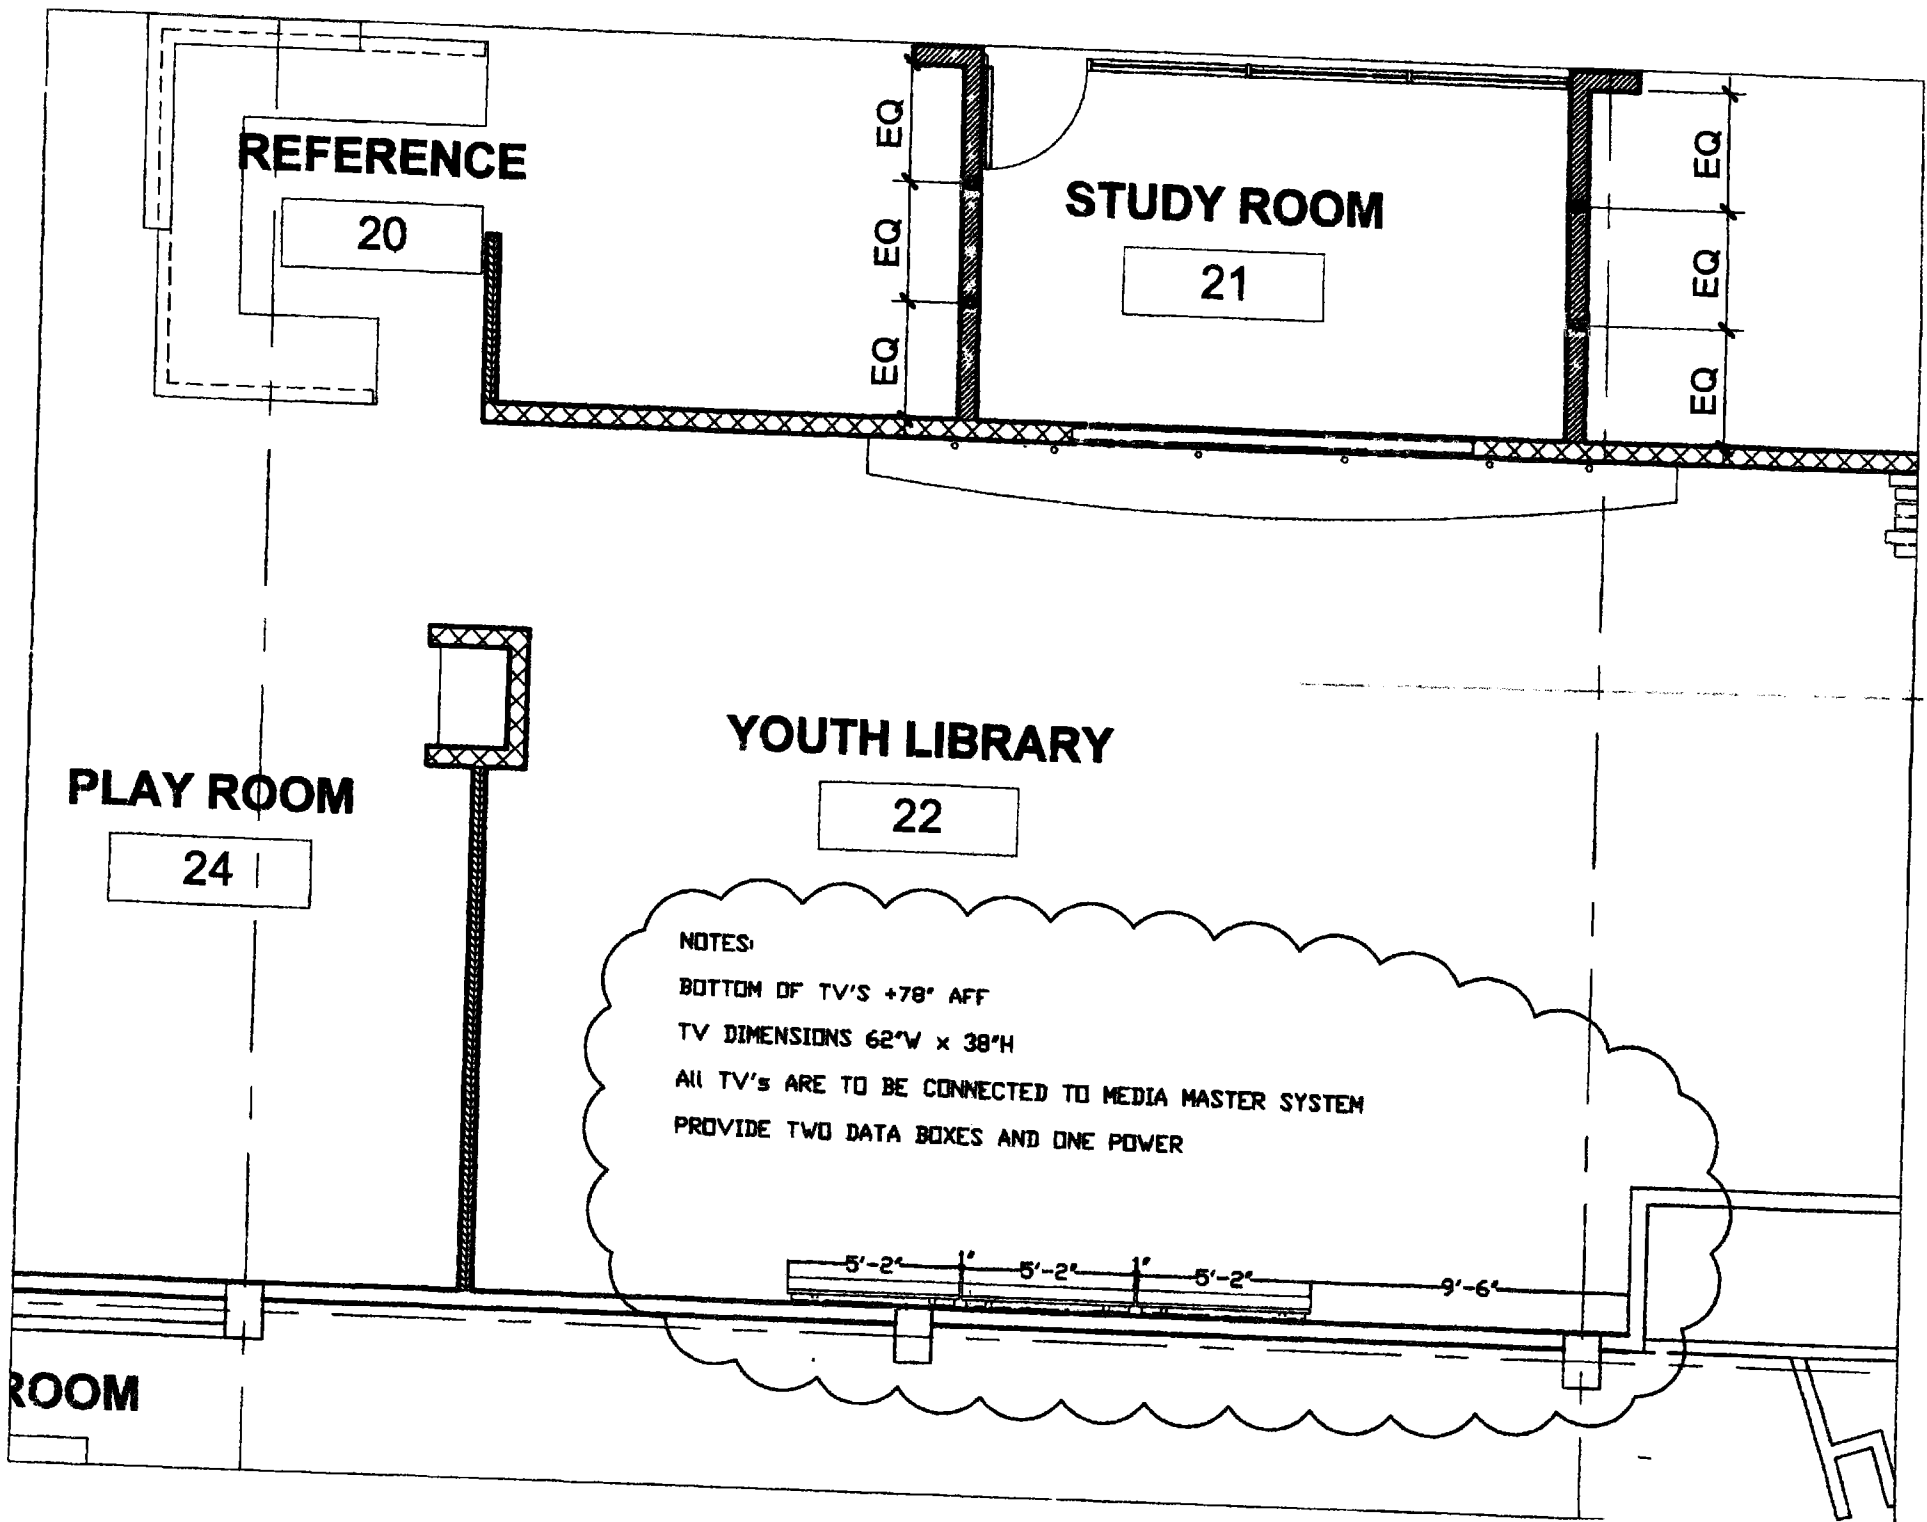 REFERENCE
20
EQ
EQ
EQ
STUDY ROOM
21
EQ
EQ
EQ
YOUTH LIBRARY
22
PLAY ROOM
24
NOTES:
BOTTOM OF TV'S +78" AFF
TV DIMENSIONS 62"W x 38"H
All TV's ARE TO BE CONNECTED TO MEDIA MASTER SYSTEM
PROVIDE TWO DATA BOXES AND ONE POWER
5'-2" 1" 5'-2" 1" 5'-2" 9'-6"
ROOM